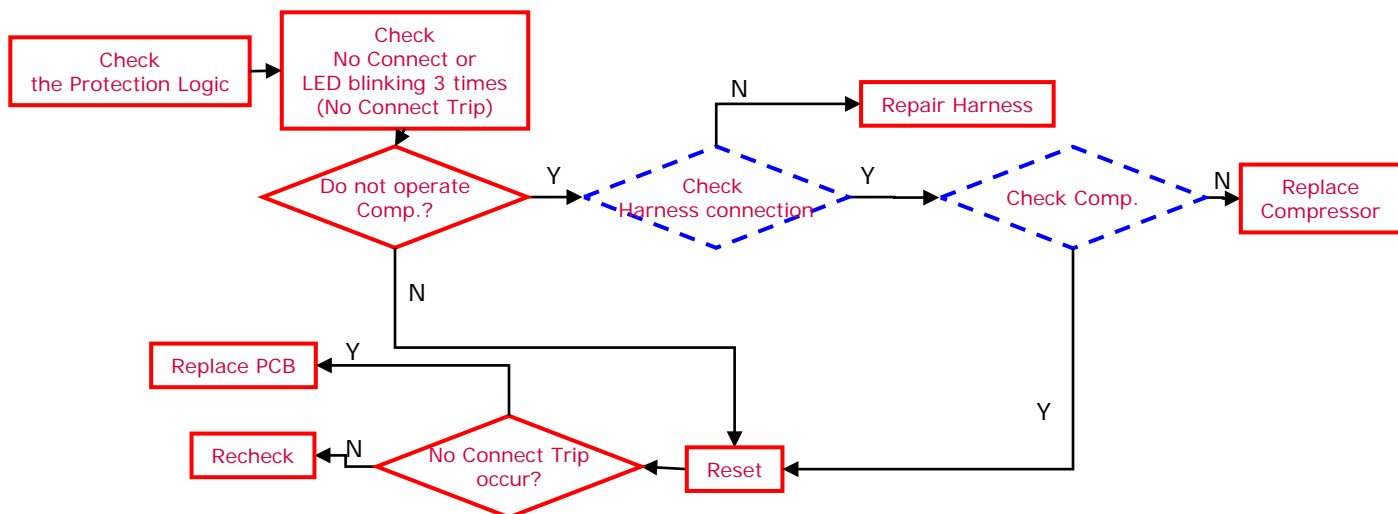 Check
the Protection Logic
Check
No Connect or
LED blinking 3 times
(No Connect Trip)
N
Repair Harness
Do not operate
Comp.?
Y
Check
Harness connection
Y
Check Comp.
N
Replace
Compressor
N
Replace PCB
Y
Y
Recheck
N
No Connect Trip
occur?
Reset